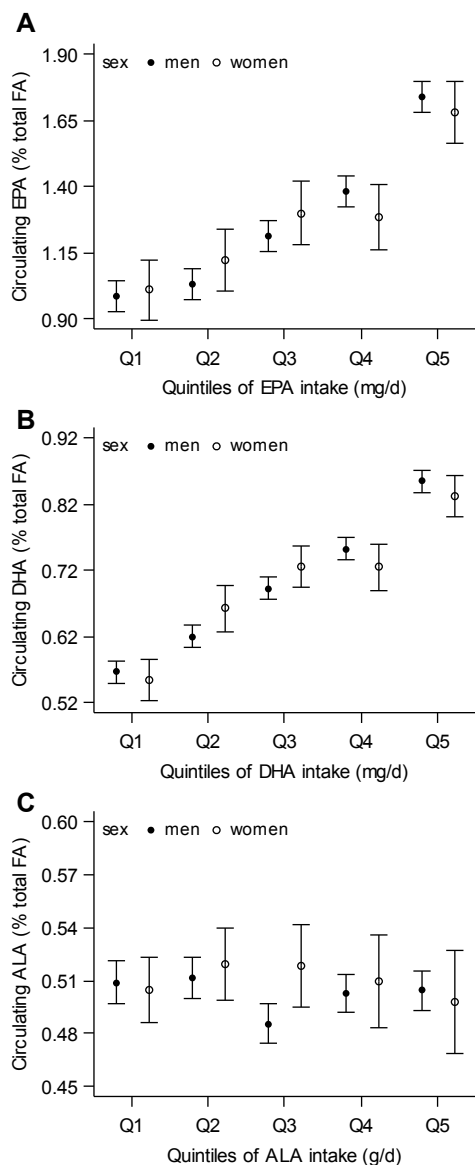 A
sex ● men ○ women
Circulating EPA (% total FA)
1.90
1.65
1.40
1.15
0.90
Q1 Q2 Q3 Q4 Q5
Quintiles of EPA intake (mg/d)
B
sex ● men ○ women
Circulating DHA (% total FA)
0.92
0.82
0.72
0.62
0.52
Q1 Q2 Q3 Q4 Q5
Quintiles of DHA intake (mg/d)
C
sex ● men ○ women
Circulating ALA (% total FA)
0.60
0.57
0.54
0.51
0.48
0.45
Q1 Q2 Q3 Q4 Q5
Quintiles of ALA intake (g/d)